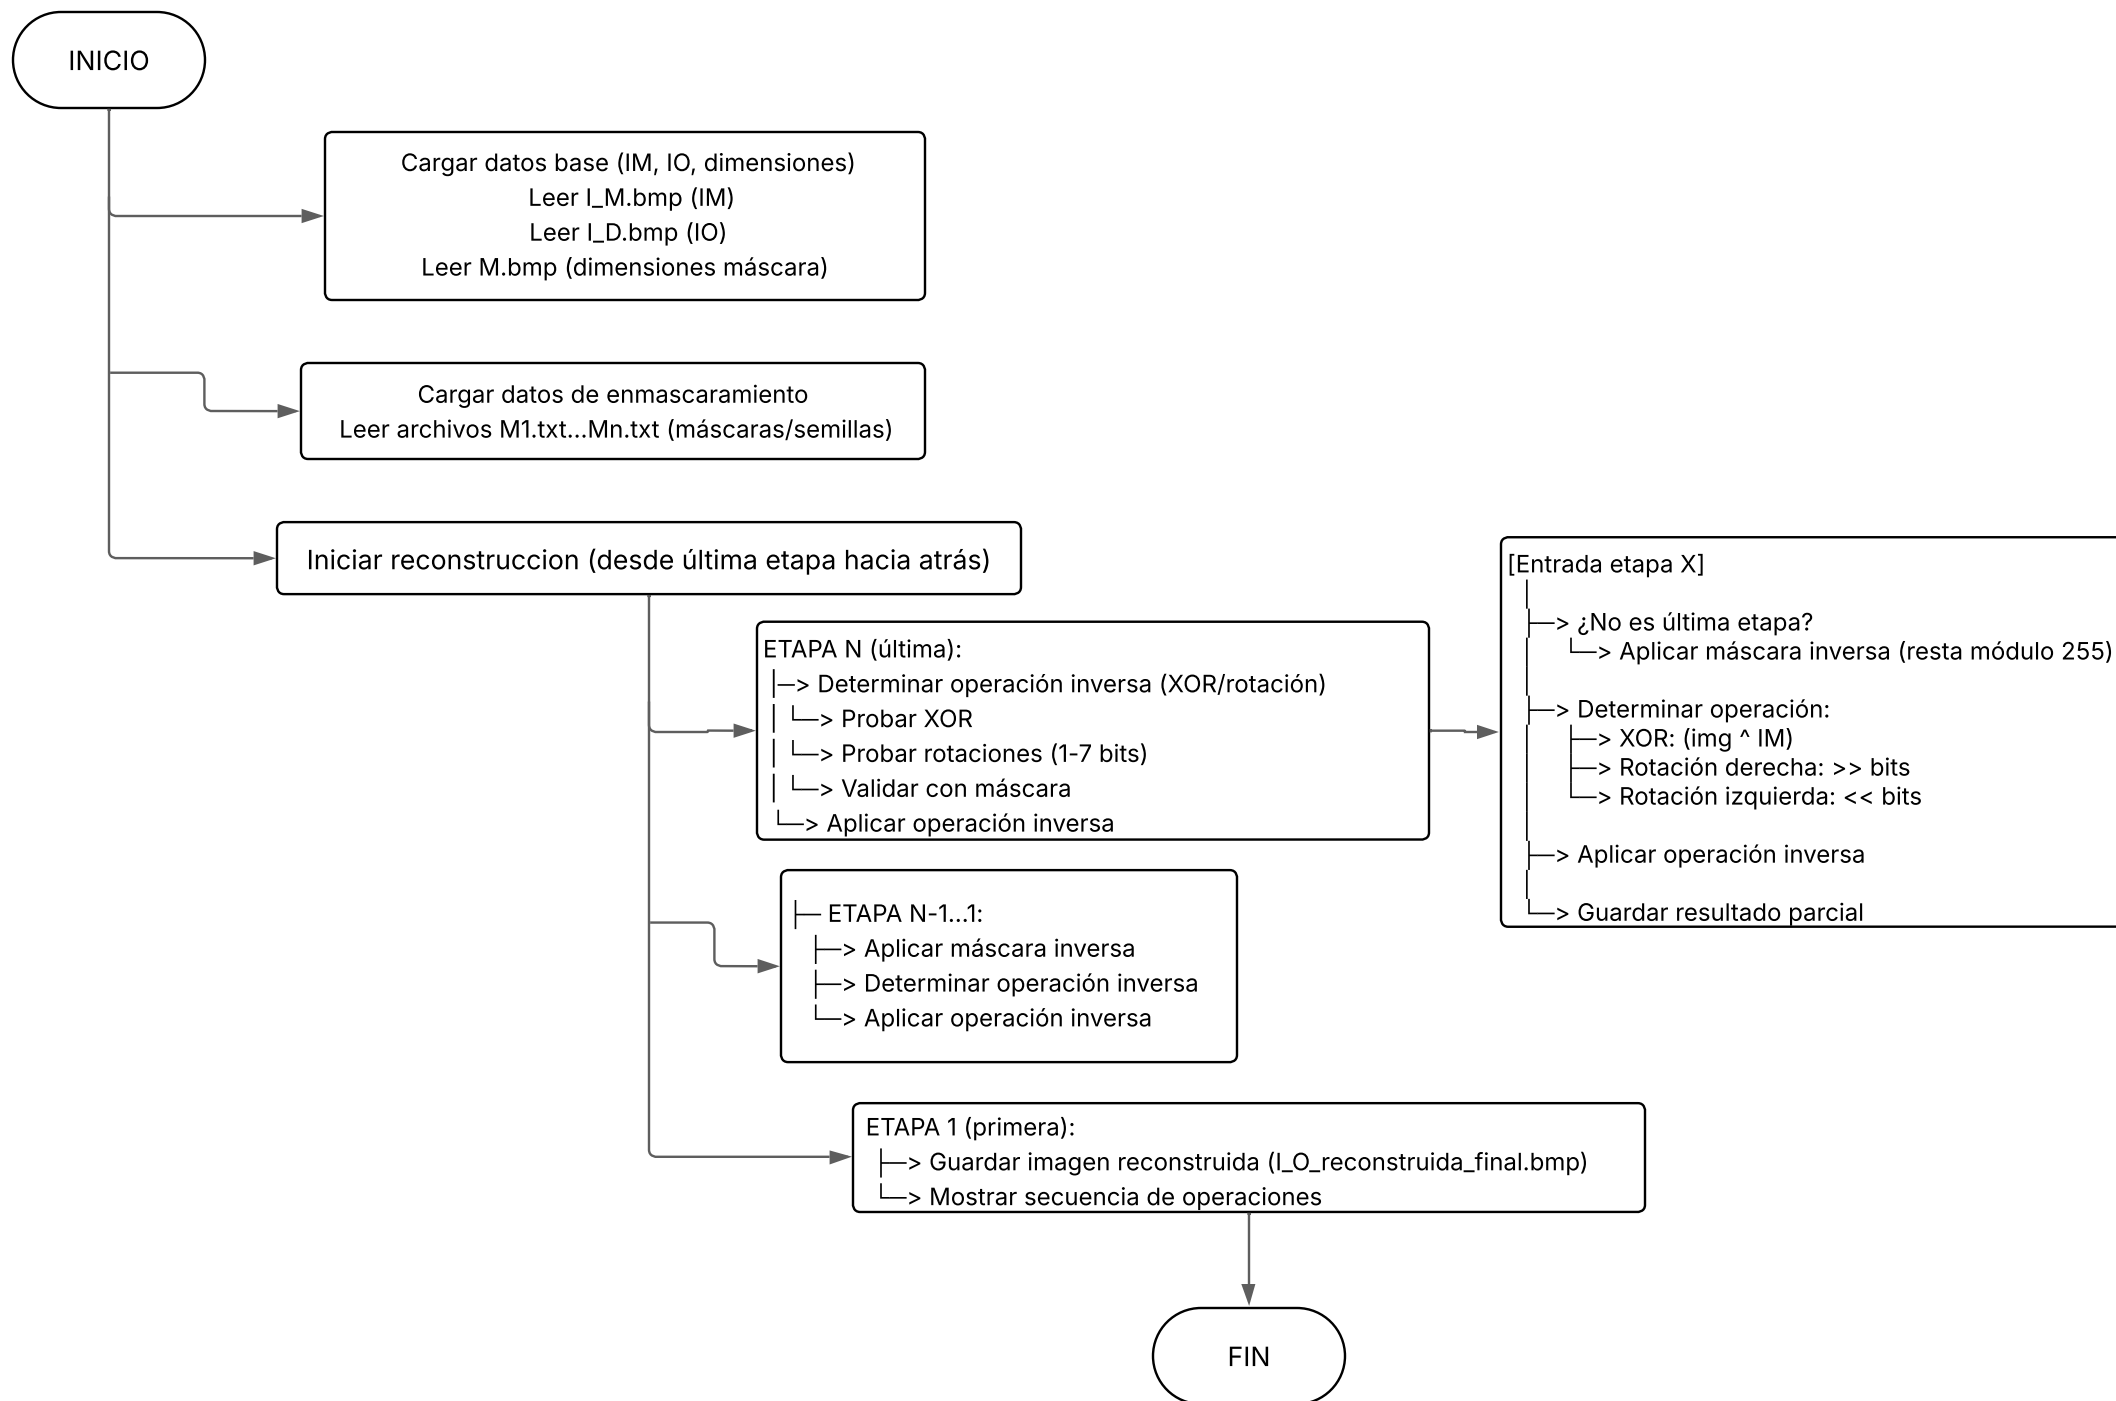 INICIO
Cargar datos base (IM, IO, dimensiones)
Leer I_M.bmp (IM)
Leer I_D.bmp (IO)
Leer M.bmp (dimensiones máscara)
Cargar datos de enmascaramiento
Leer archivos M1.txt...Mn.txt (máscaras/semillas)
Iniciar reconstruccion (desde última etapa hacia atrás)
ETAPA N (última):
├─> Determinar operación inversa (XOR/rotación)
│ └─> Probar XOR
│ └─> Probar rotaciones (1-7 bits)
│ └─> Validar con máscara
└─> Aplicar operación inversa
[Entrada etapa X]
│
├─> ¿No es última etapa?
│ └─> Aplicar máscara inversa (resta módulo 255)
│
├─> Determinar operación:
│ ├─> XOR: (img ^ IM)
│ ├─> Rotación derecha: >> bits
│ └─> Rotación izquierda: << bits
│
├─> Aplicar operación inversa
│
└─> Guardar resultado parcial
├─ ETAPA N-1...1:
├─> Aplicar máscara inversa
├─> Determinar operación inversa
└─> Aplicar operación inversa
ETAPA 1 (primera):
├─> Guardar imagen reconstruida (I_O_reconstruida_final.bmp)
└─> Mostrar secuencia de operaciones
FIN